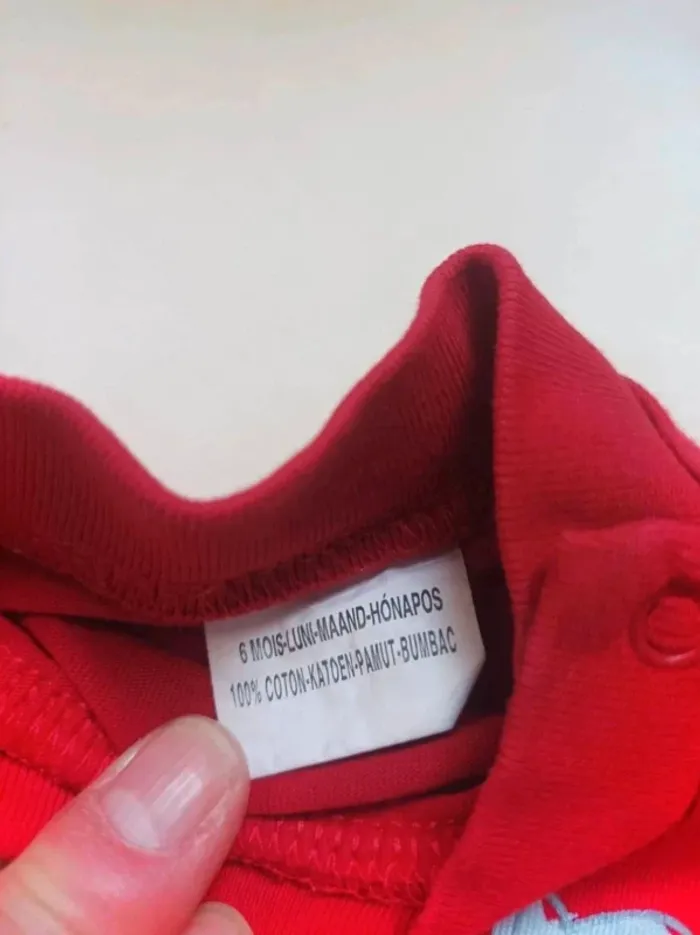 6 MOIS-LUNI-MAAND-HÓNAPOS
100% COTON-KATOEN-PAMUT-BUMBAC